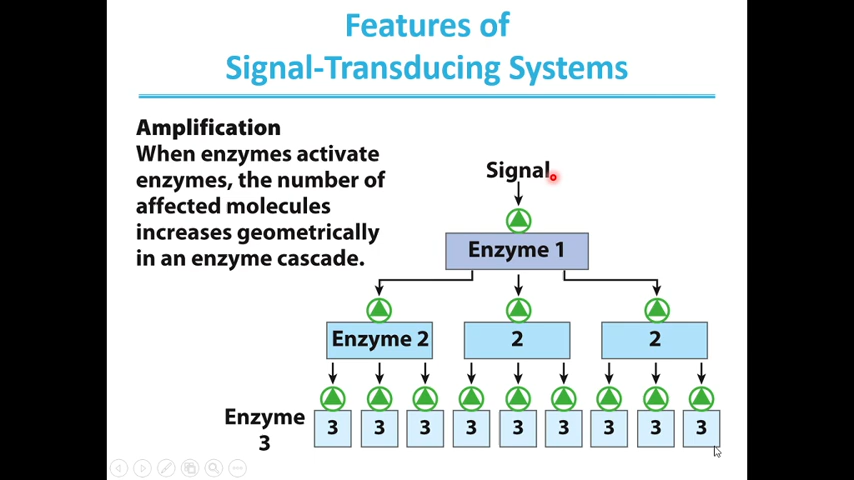 Features of
Signal-Transducing Systems
Amplification
When enzymes activate
enzymes, the number of
affected molecules
increases geometrically
in an enzyme cascade.
Signal
Enzyme 1
Enzyme 2 2 2
Enzyme
3
3 3 3 3 3 3 3 3 3